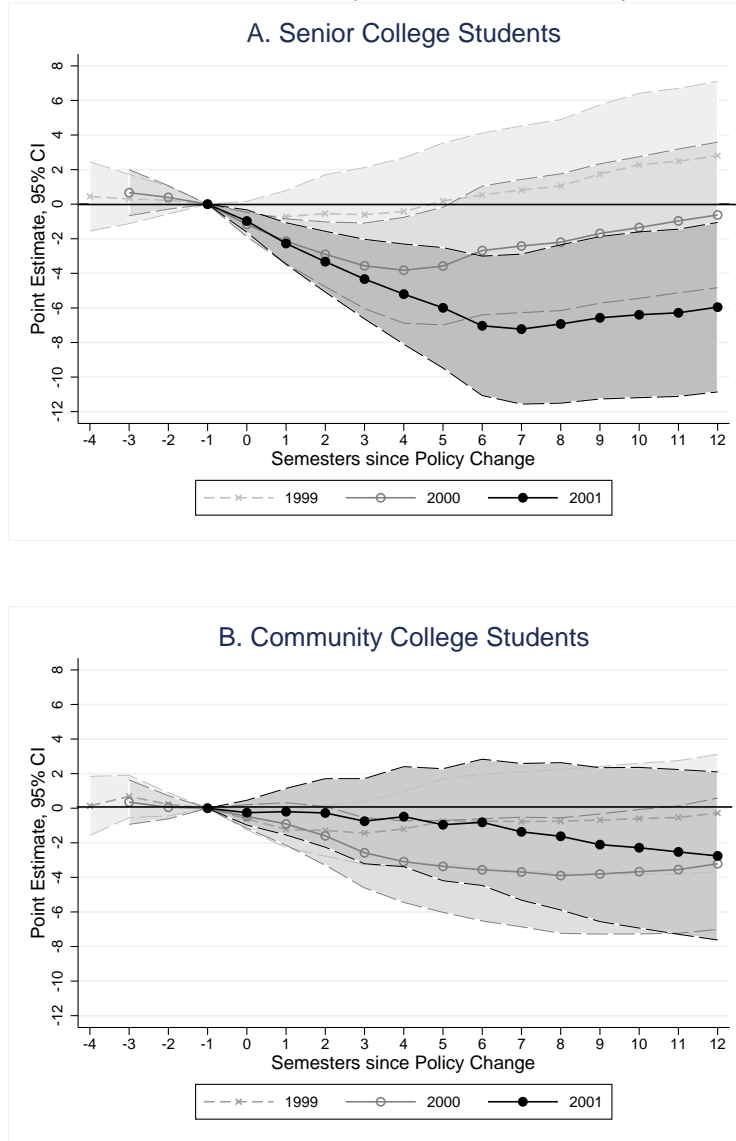 A. Senior College Students
Point Estimate, 95% CI
8
6
4
2
0
-2
-4
-6
-8
-10
-12
-4 -3 -2 -1 0 1 2 3 4 5 6 7 8 9 10 11 12
Semesters since Policy Change
1999 2000 2001
B. Community College Students
Point Estimate, 95% CI
8
6
4
2
0
-2
-4
-6
-8
-10
-12
-4 -3 -2 -1 0 1 2 3 4 5 6 7 8 9 10 11 12
Semesters since Policy Change
1999 2000 2001